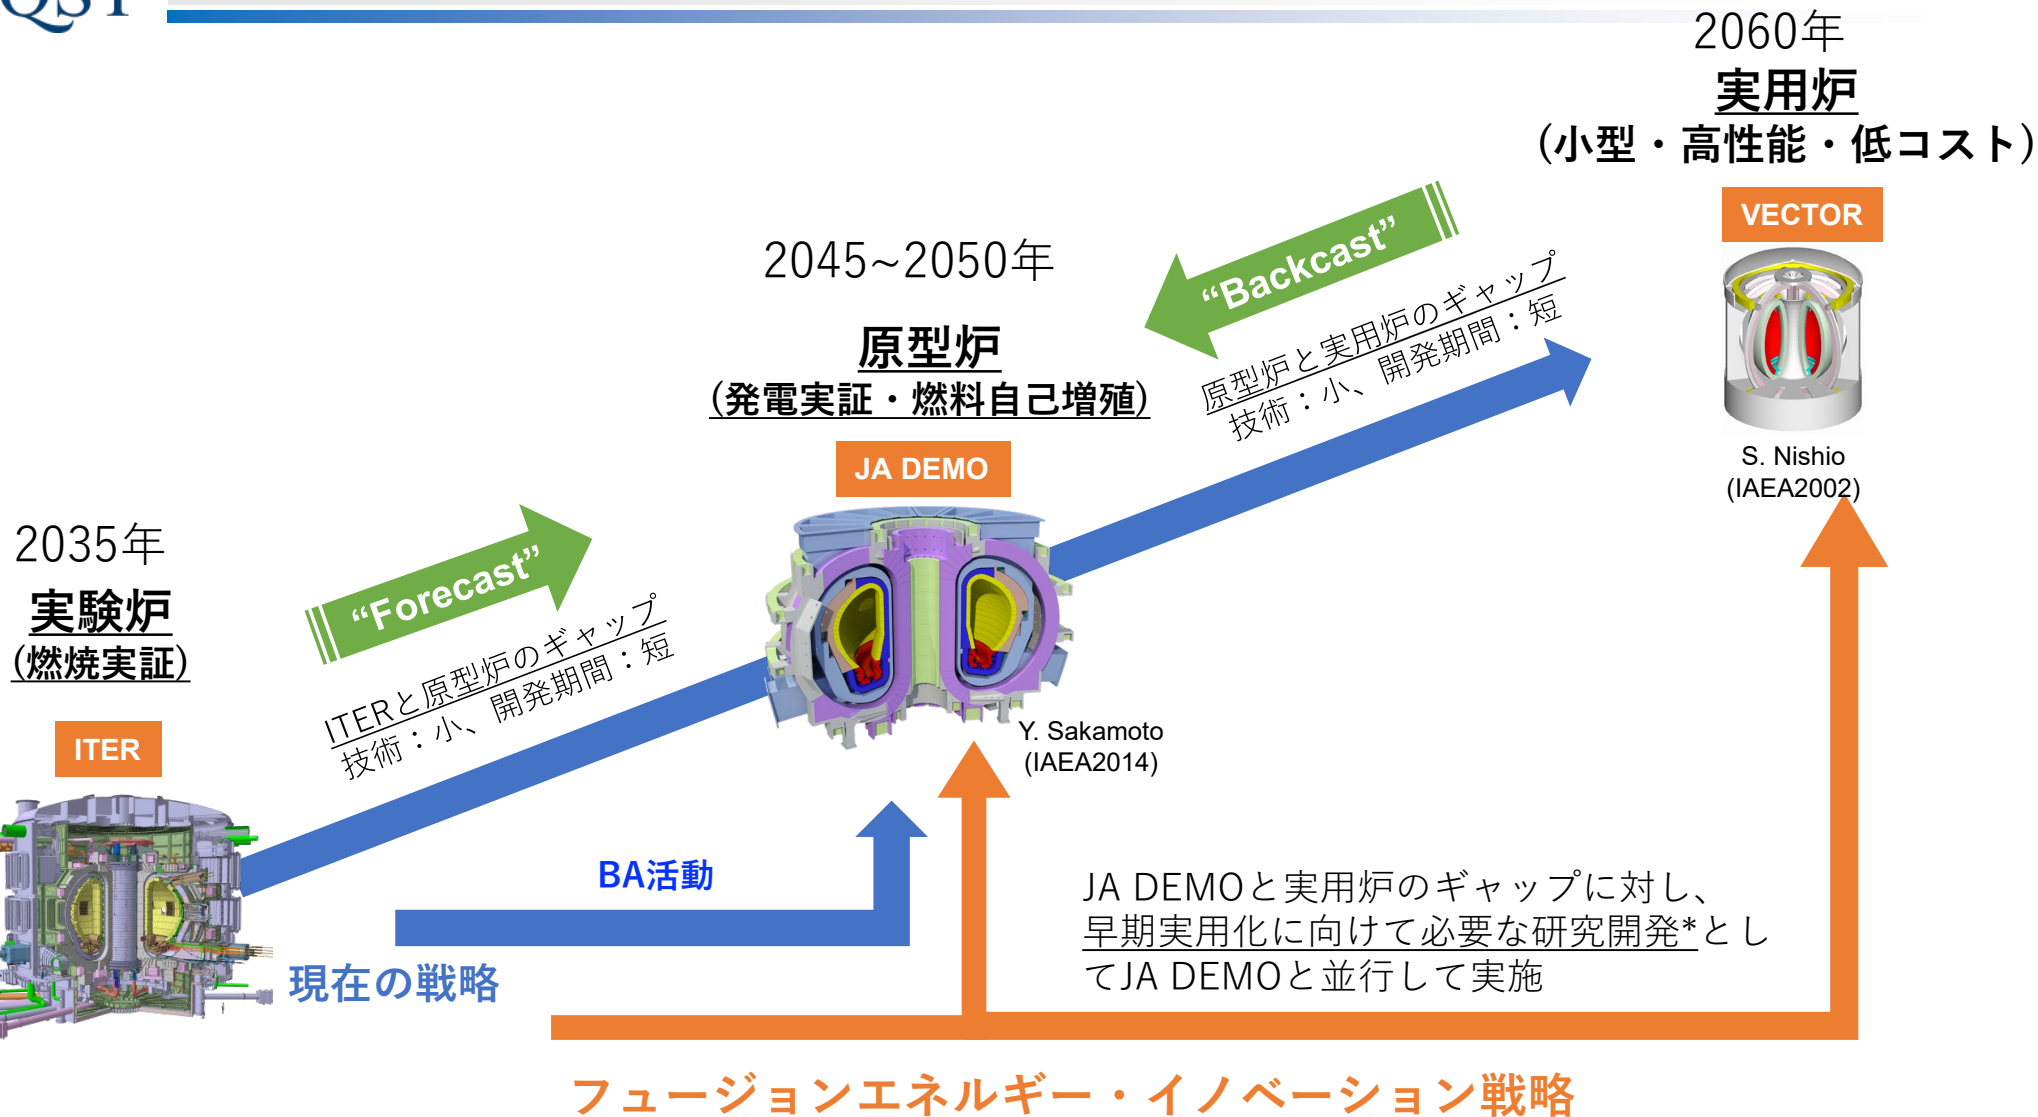 QST
2060年
実用炉
(小型・高性能・低コスト)
VECTOR
S. Nishio
(IAEA2002)
“Backcast”
原型炉と実用炉のギャップ
技術：小、開発期間：短
2045~2050年
原型炉
(発電実証・燃料自己増殖)
JA DEMO
Y. Sakamoto
(IAEA2014)
“Forecast”
ITERと原型炉のギャップ
技術：小、開発期間：短
2035年
実験炉
(燃焼実証)
ITER
BA活動
現在の戦略
JA DEMOと実用炉のギャップに対し、
早期実用化に向けて必要な研究開発*とし
てJA DEMOと並行して実施
フュージョンエネルギー・イノベーション戦略